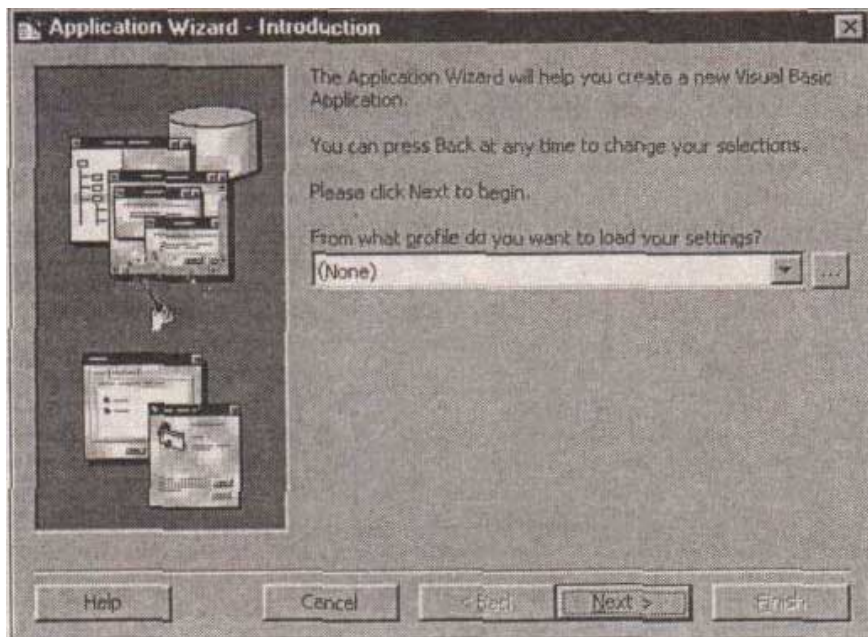 Application Wizard - Introduction
The Application Wizard will help you create a new Visual Basic
Application.
You can press Back at any time to change your selections.
Please click Next to begin.
From what profile do you want to load your settings?
(None)
...
Help
Cancel
< Back
Next >
Finish